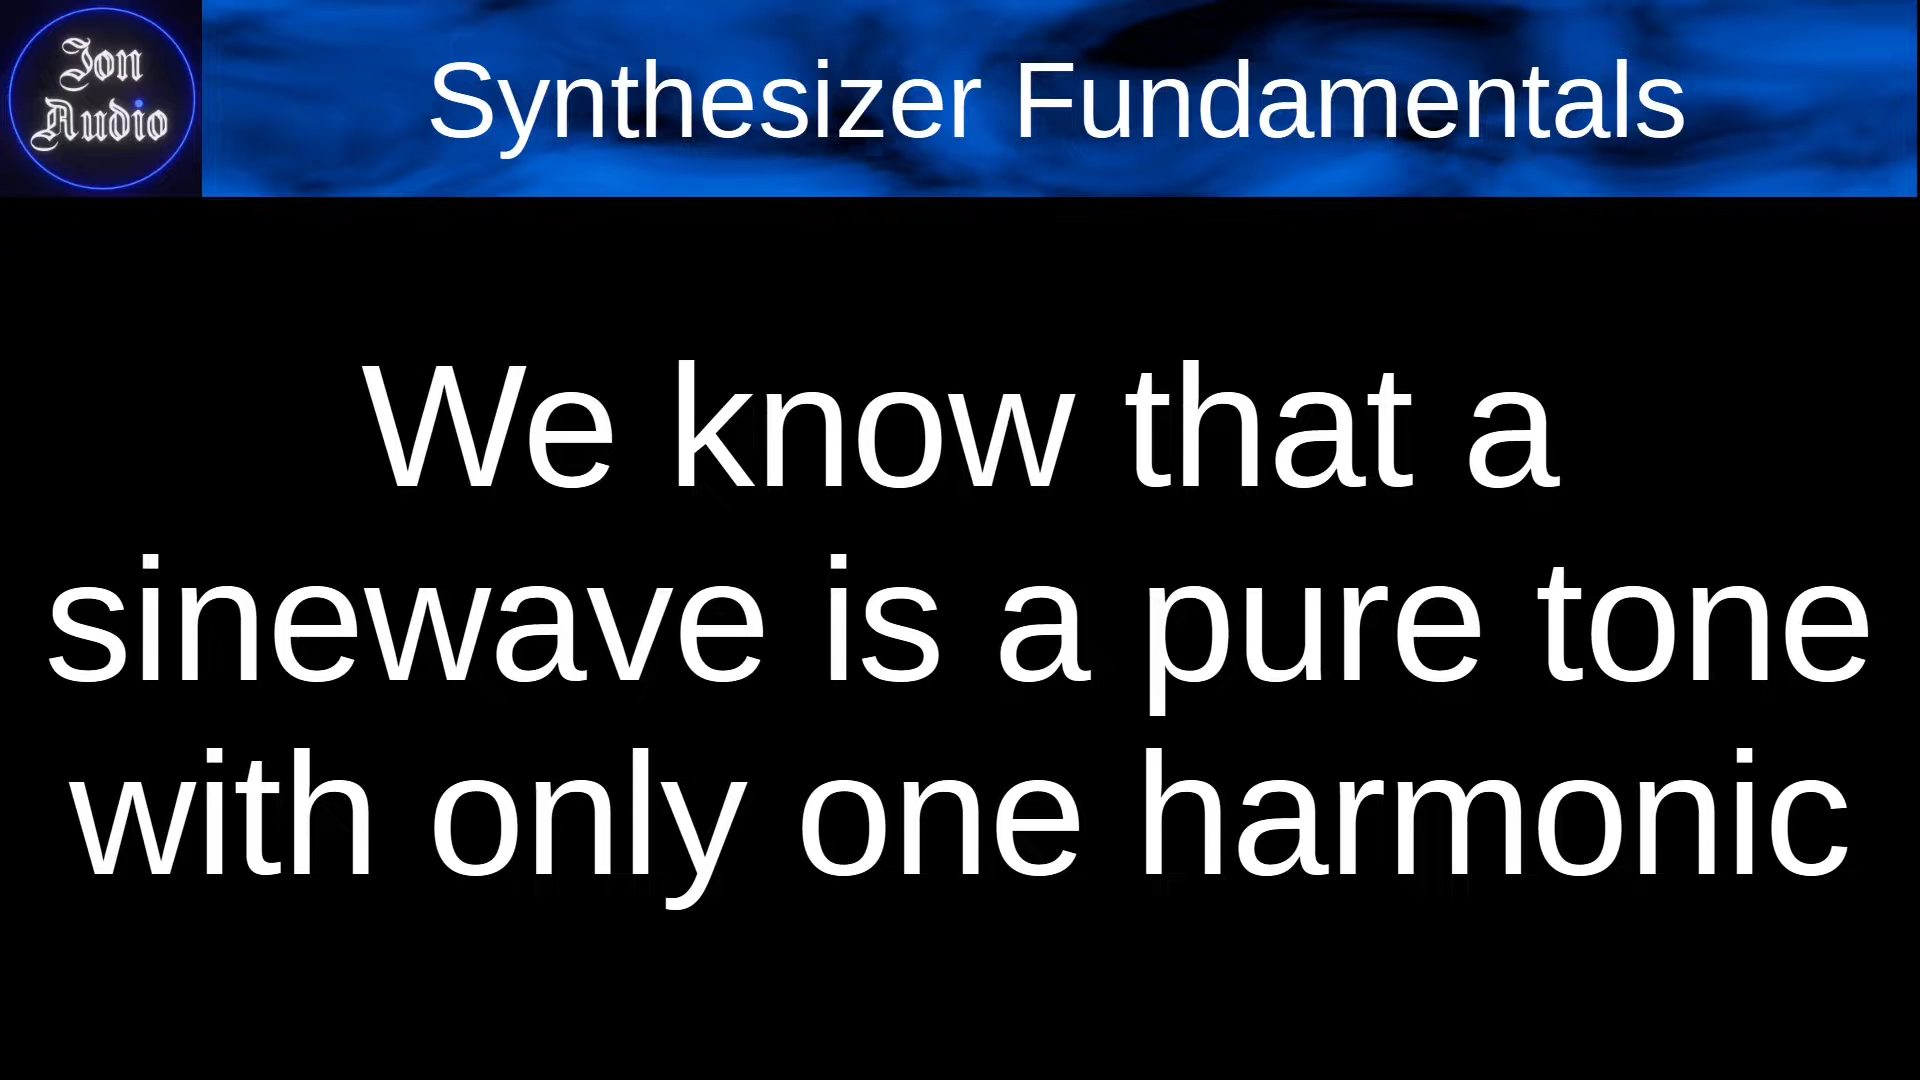 Jon
Audio
Synthesizer Fundamentals
We know that a
sinewave is a pure tone
with only one harmonic